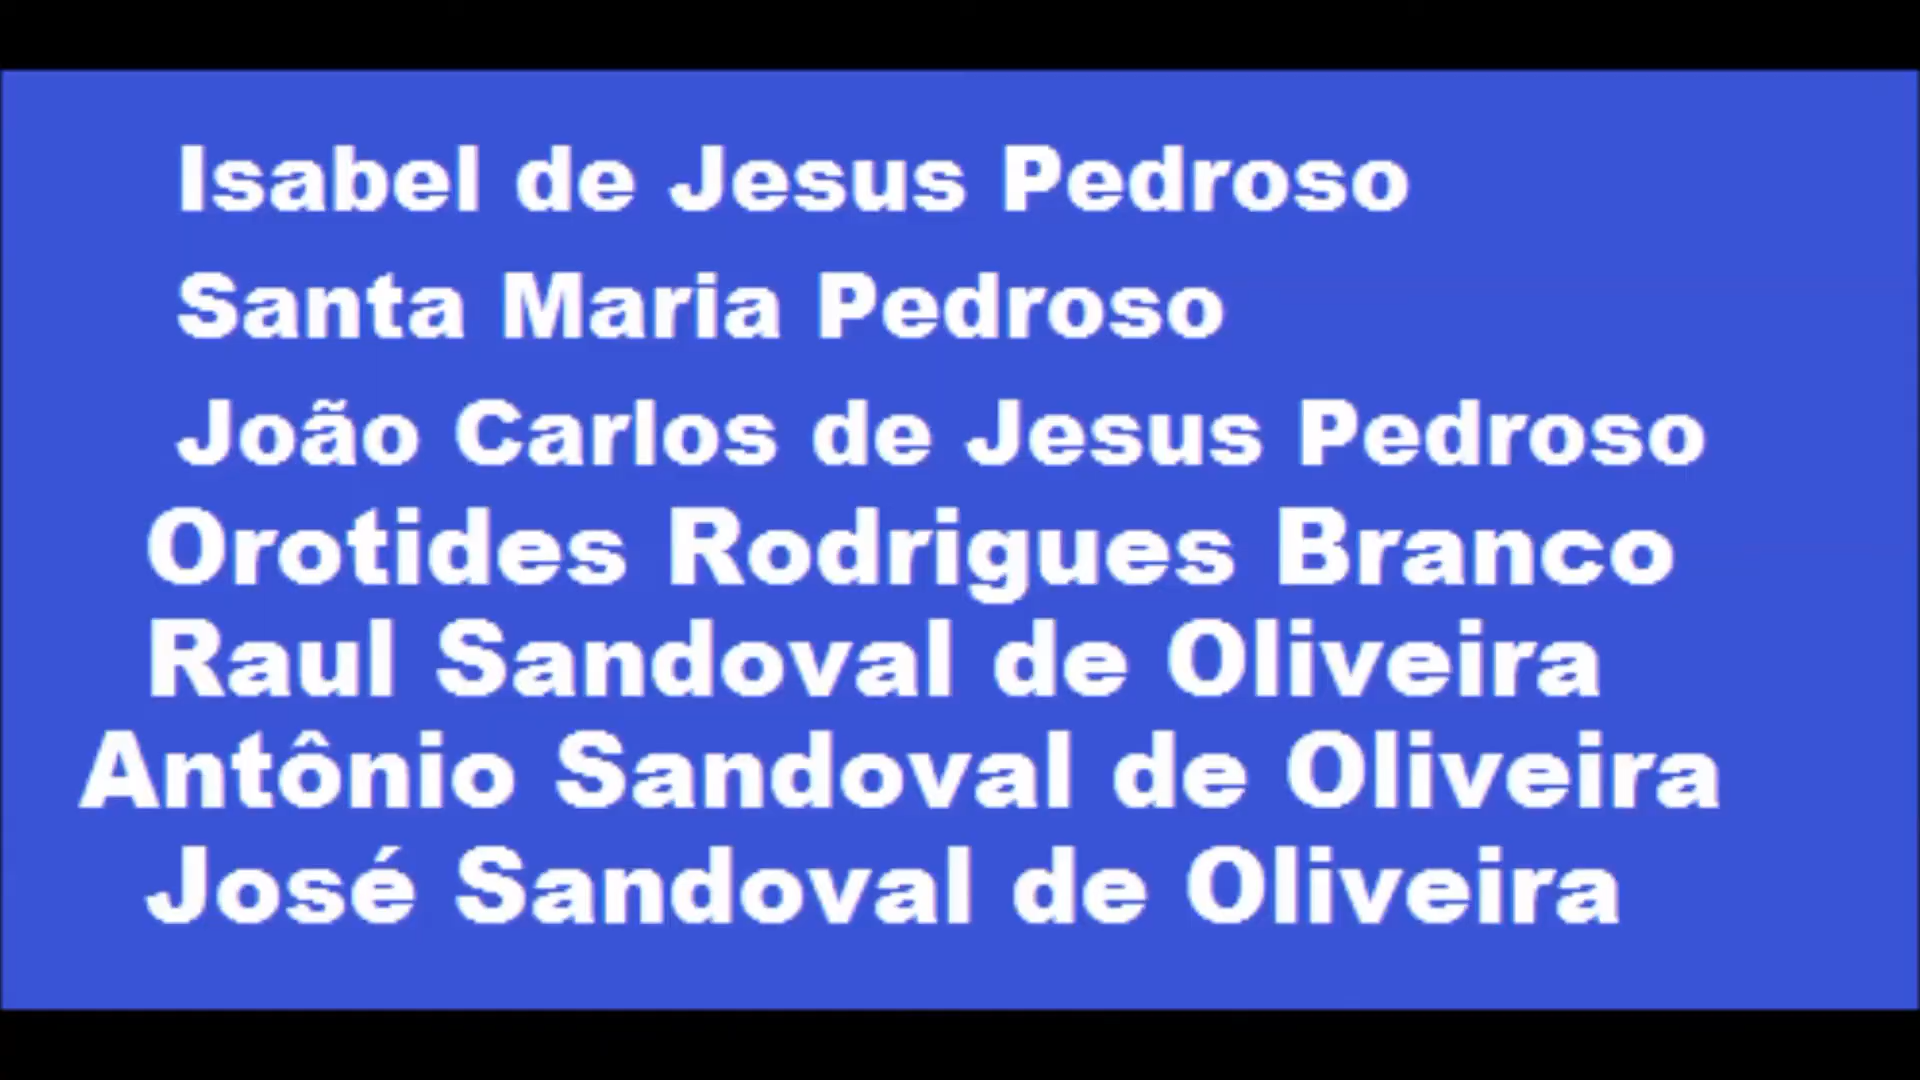 Isabel de Jesus Pedroso
Santa Maria Pedroso
João Carlos de Jesus Pedroso
Orotides Rodrigues Branco
Raul Sandoval de Oliveira
Antônio Sandoval de Oliveira
José Sandoval de Oliveira